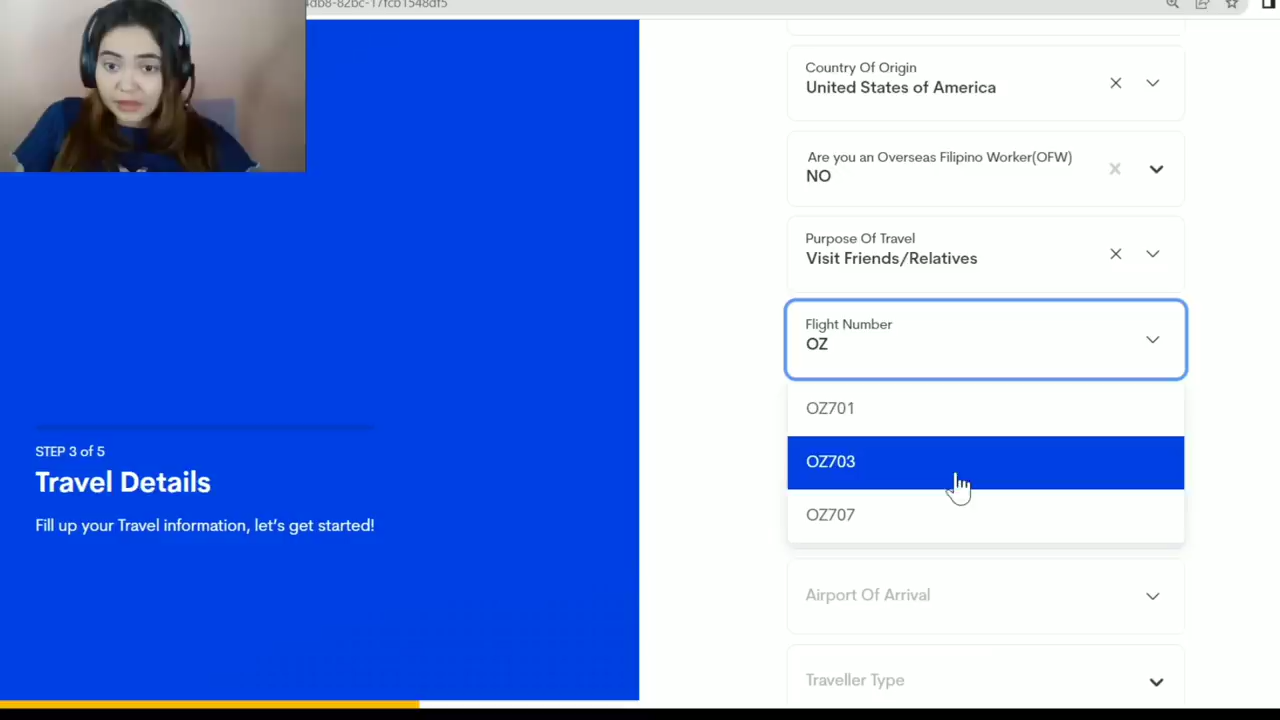 Country Of Origin
United States of America
Are you an Overseas Filipino Worker(OFW)
NO
Purpose Of Travel
Visit Friends/Relatives
Flight Number
OZ
OZ701
OZ703
OZ707
Airport Of Arrival
Traveller Type
STEP 3 of 5
Travel Details
Fill up your Travel information, let's get started!